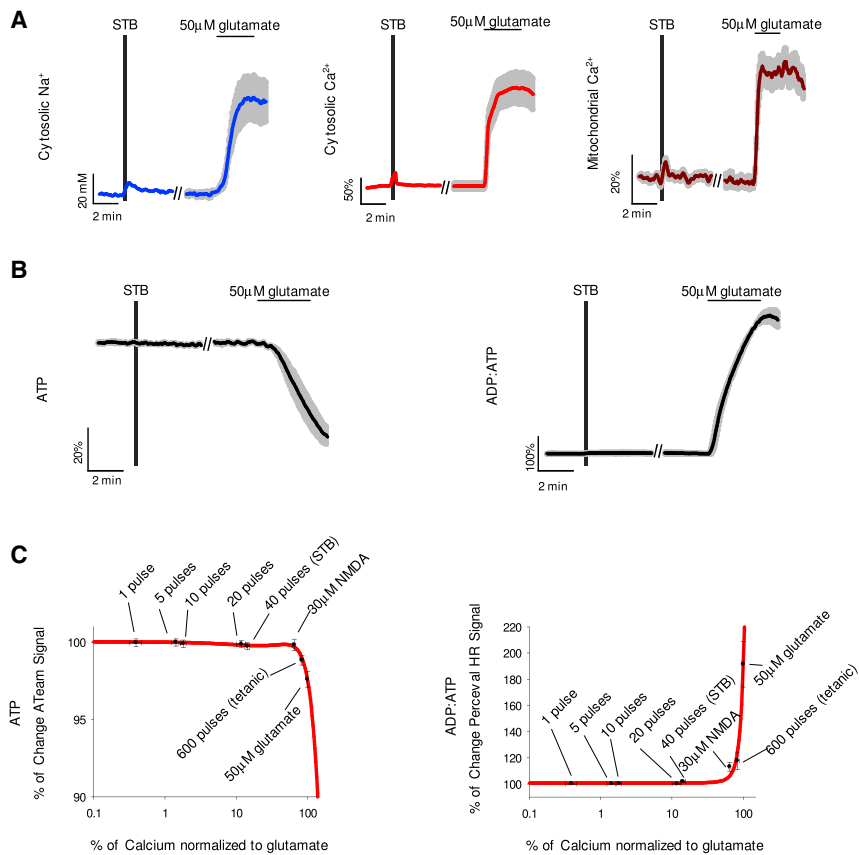 A
STB
50μM glutamate
Cytosolic Na⁺
20 mM
2 min
STB
50μM glutamate
Cytosolic Ca²⁺
50%
2 min
STB
50μM glutamate
Mitochondrial Ca²⁺
20%
2 min
B
STB
50μM glutamate
ATP
20%
2 min
STB
50μM glutamate
ADP:ATP
100%
2 min
C
1 pulse
5 pulses
10 pulses
20 pulses
40 pulses (STB)
30μM NMDA
600 pulses (tetanic)
50μM glutamate
ATP
% of Change ATeam Signal
100
95
90
0.1
1
10
100
% of Calcium normalized to glutamate
1 pulse
5 pulses
10 pulses
20 pulses
40 pulses (STB)
30μM NMDA
50μM glutamate
600 pulses (tetanic)
ADP:ATP
% of Change Perceval HR Signal
220
200
180
160
140
120
100
0.1
1
10
100
% of Calcium normalized to glutamate